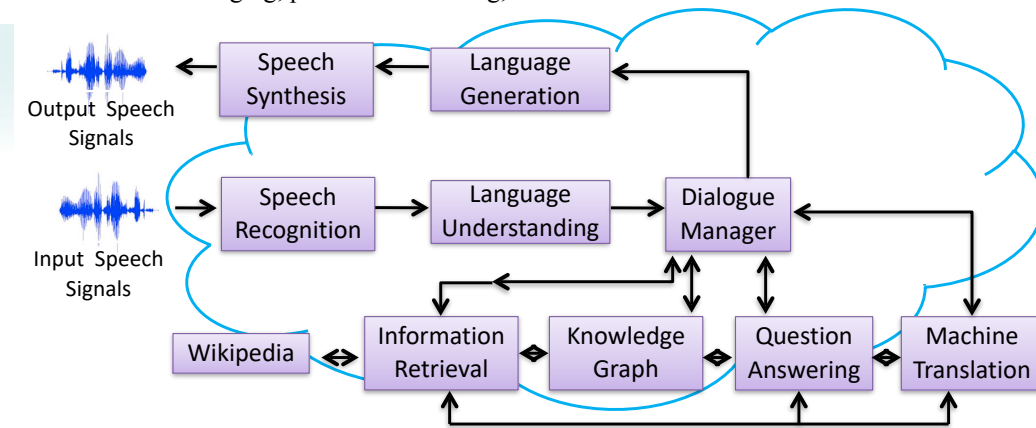 Speech
Synthesis
Language
Generation
Output Speech
Signals
Speech
Recognition
Language
Understanding
Dialogue
Manager
Input Speech
Signals
Wikipedia
Information
Retrieval
Knowledge
Graph
Question
Answering
Machine
Translation